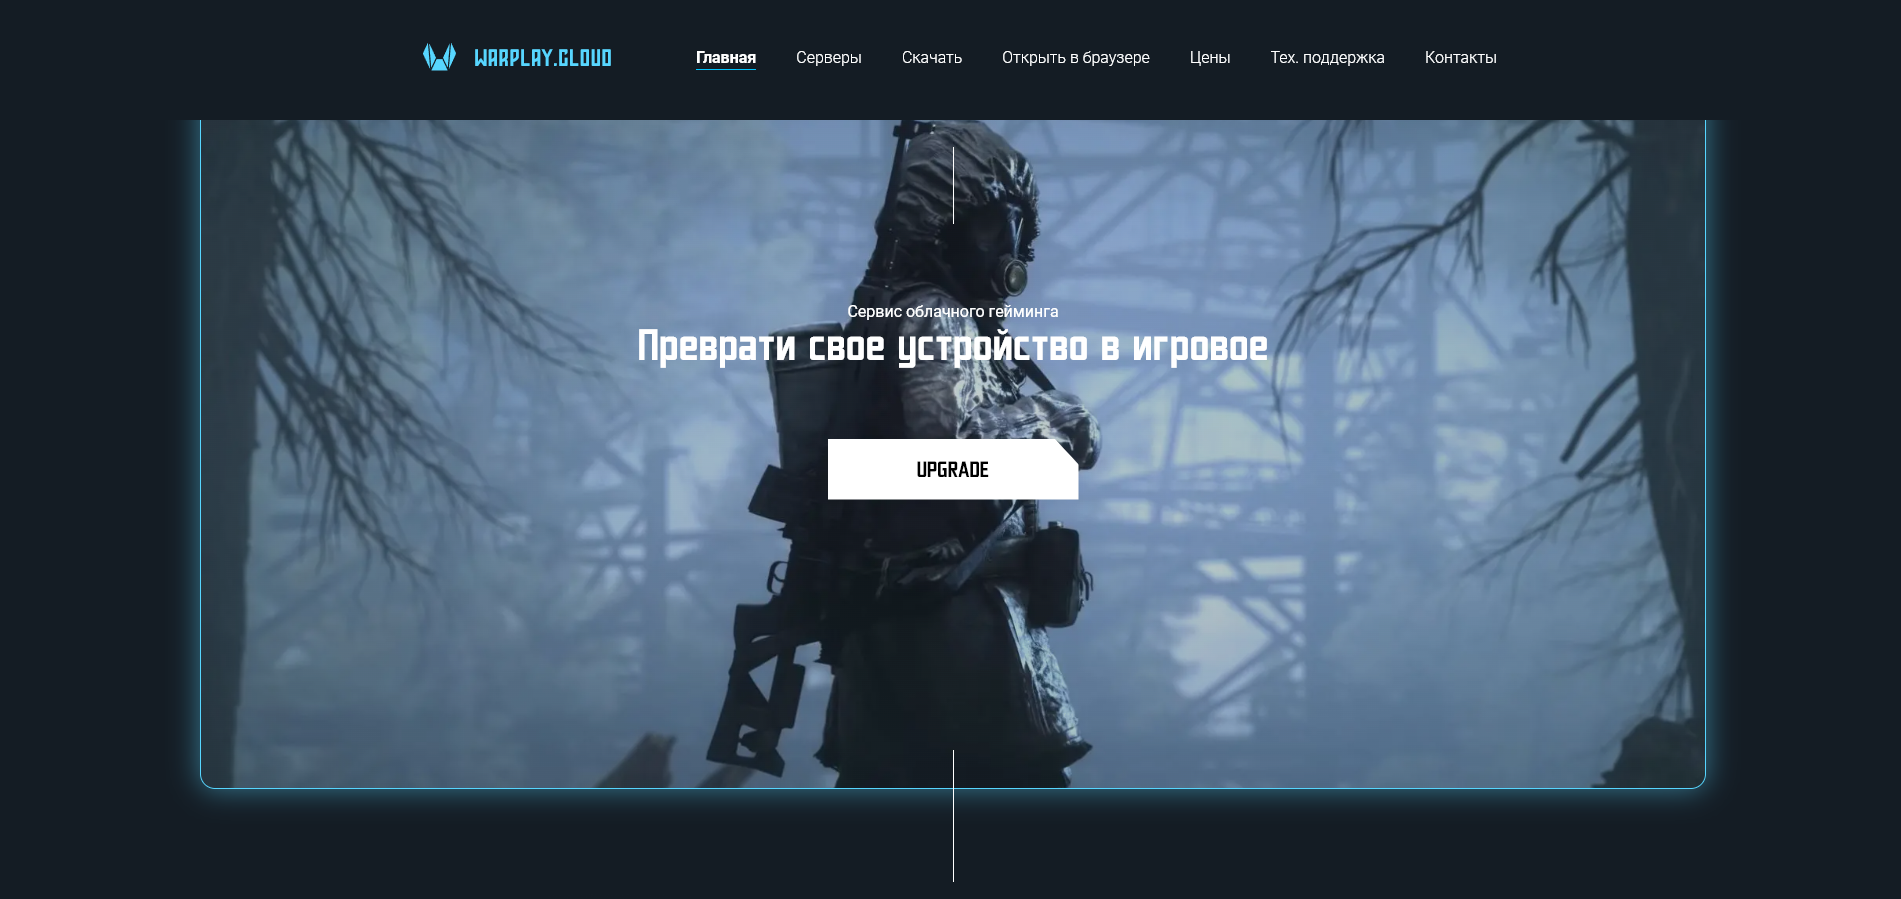 WARPLAY.CLOUD
Главная Серверы Скачать Открыть в браузере Цены Тех. поддержка Контакты
Сервис облачного гейминга
Преврати свое устройство в игровое
UPGRADE